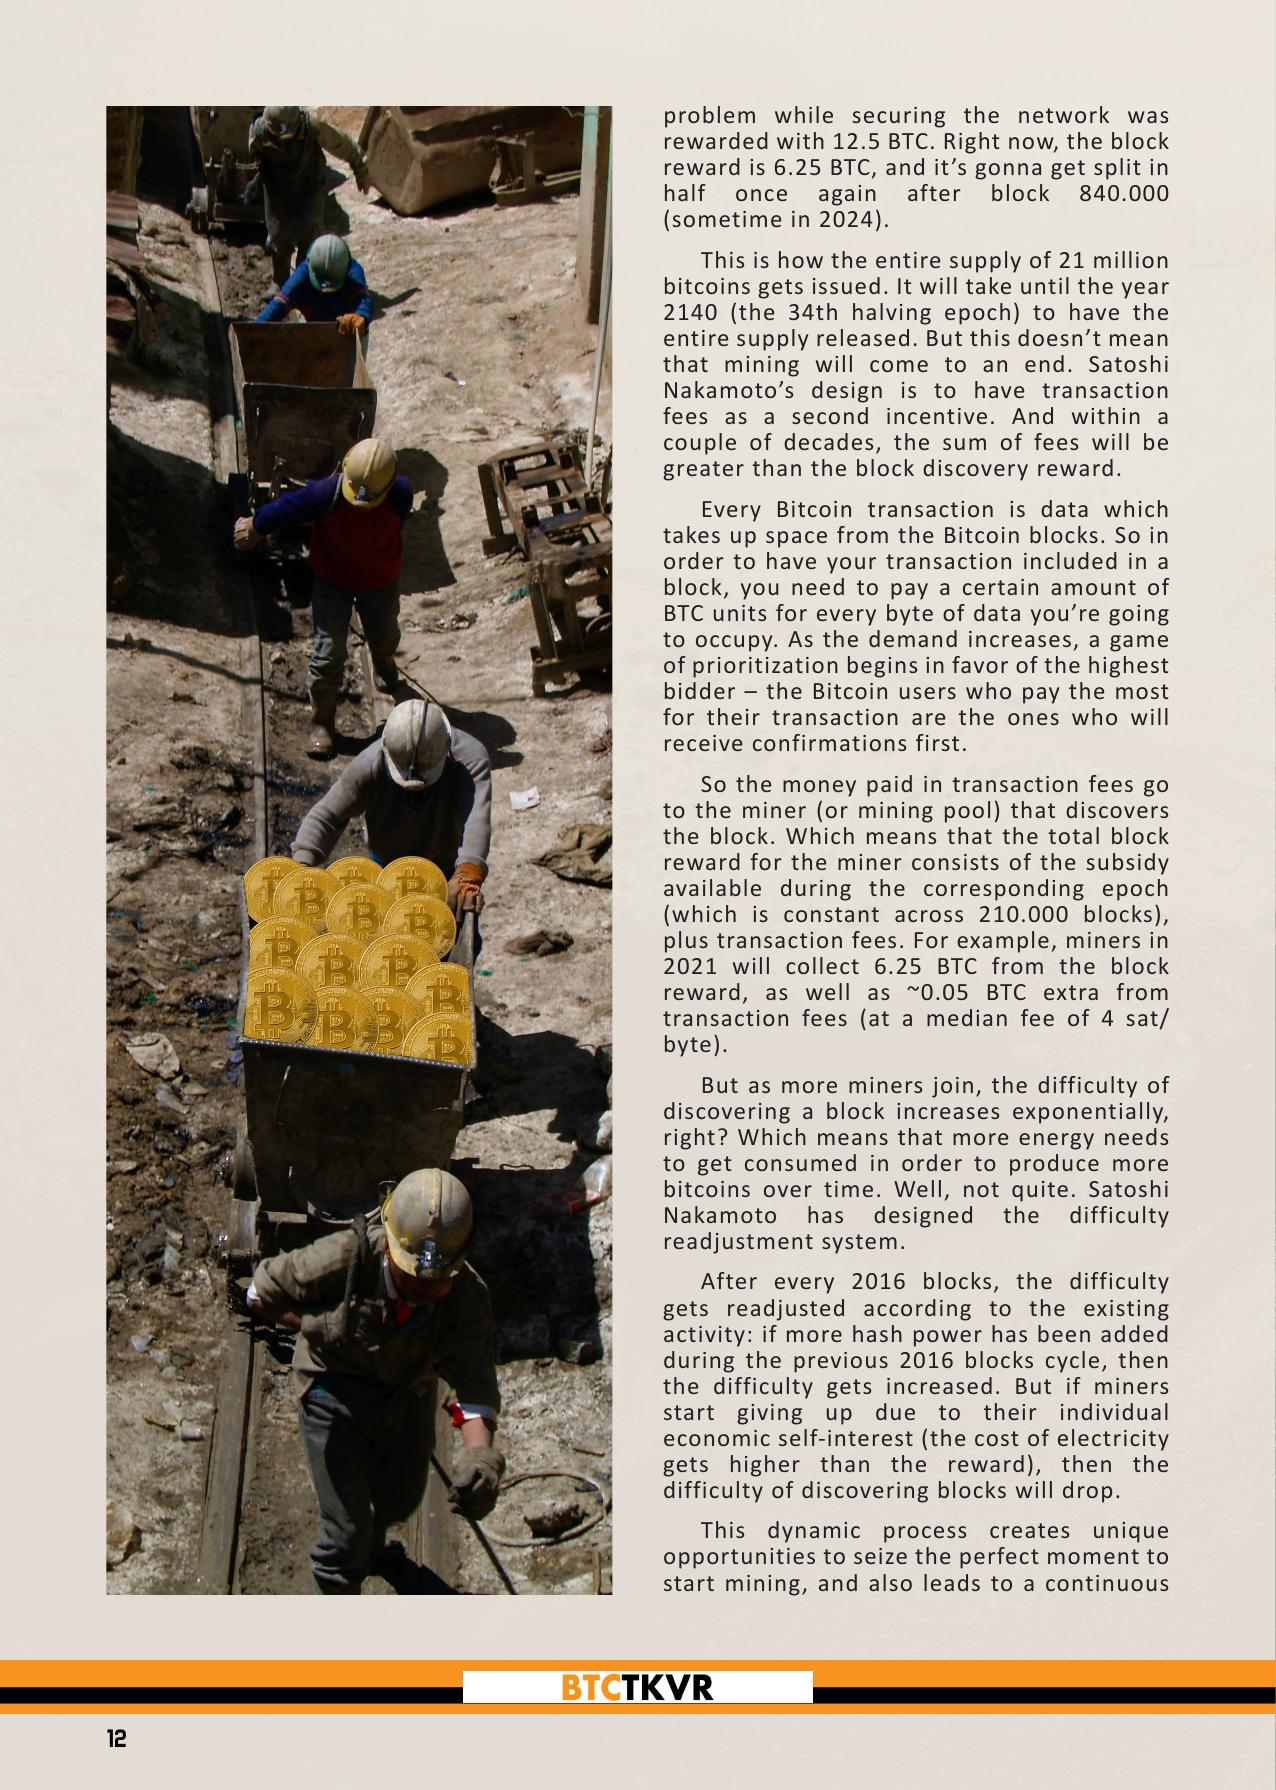 problem while securing the network was
rewarded with 12.5 BTC. Right now, the block
reward is 6.25 BTC, and it’s gonna get split in
half once again after block 840.000
(sometime in 2024).
This is how the entire supply of 21 million
bitcoins gets issued. It will take until the year
2140 (the 34th halving epoch) to have the
entire supply released. But this doesn’t mean
that mining will come to an end. Satoshi
Nakamoto’s design is to have transaction
fees as a second incentive. And within a
couple of decades, the sum of fees will be
greater than the block discovery reward.
Every Bitcoin transaction is data which
takes up space from the Bitcoin blocks. So in
order to have your transaction included in a
block, you need to pay a certain amount of
BTC units for every byte of data you’re going
to occupy. As the demand increases, a game
of prioritization begins in favor of the highest
bidder – the Bitcoin users who pay the most
for their transaction are the ones who will
receive confirmations first.
So the money paid in transaction fees go
to the miner (or mining pool) that discovers
the block. Which means that the total block
reward for the miner consists of the subsidy
available during the corresponding epoch
(which is constant across 210.000 blocks),
plus transaction fees. For example, miners in
2021 will collect 6.25 BTC from the block
reward, as well as ~0.05 BTC extra from
transaction fees (at a median fee of 4 sat/
byte).
But as more miners join, the difficulty of
discovering a block increases exponentially,
right? Which means that more energy needs
to get consumed in order to produce more
bitcoins over time. Well, not quite. Satoshi
Nakamoto has designed the difficulty
readjustment system.
After every 2016 blocks, the difficulty
gets readjusted according to the existing
activity: if more hash power has been added
during the previous 2016 blocks cycle, then
the difficulty gets increased. But if miners
start giving up due to their individual
economic self-interest (the cost of electricity
gets higher than the reward), then the
difficulty of discovering blocks will drop.
This dynamic process creates unique
opportunities to seize the perfect moment to
start mining, and also leads to a continuous
BTCTKVR
12